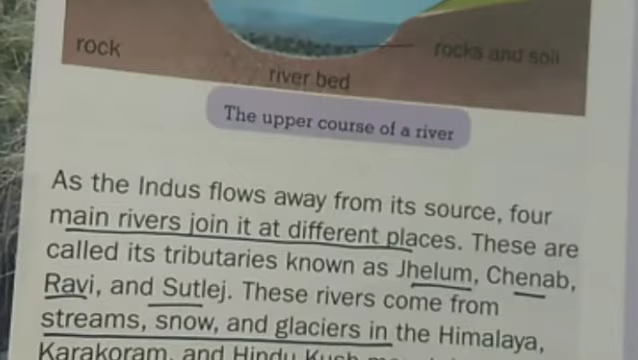 rock
rocks and soil
river bed
The upper course of a river
As the Indus flows away from its source, four
main rivers join it at different places. These are
called its tributaries known as Jhelum, Chenab,
Ravi, and Sutlej. These rivers come from
streams, snow, and glaciers in the Himalaya,
Karakoram, and Hindu Kush